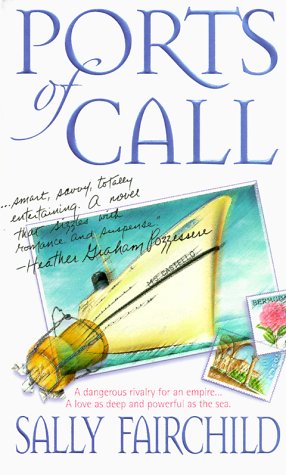 PORTS
of
CALL
...smart, savvy, totally
entertaining. A novel
that sizzles with
romance and suspense"
—Heather Graham Pozzessere
M/S CASTELLO
BERMUDA
A dangerous rivalry for an empire...
A love as deep and powerful as the sea.
SALLY FAIRCHILD